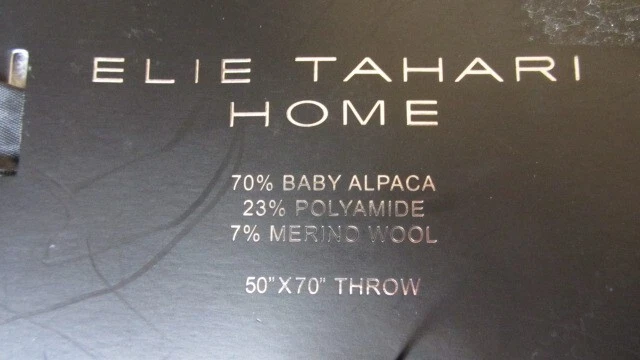 ELIE TAHARI
HOME
70% BABY ALPACA
23% POLYAMIDE
7% MERINO WOOL
50"X70" THROW